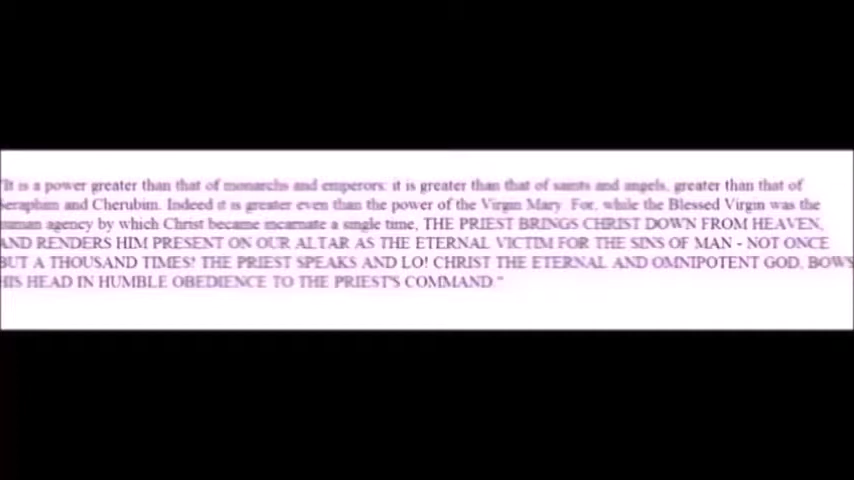 "It is a power greater than that of monarchs and emperors: it is greater than that of saints and angels, greater than that of
Seraphim and Cherubim. Indeed it is greater even than the power of the Virgin Mary. For, while the Blessed Virgin was the
human agency by which Christ became incarnate a single time, THE PRIEST BRINGS CHRIST DOWN FROM HEAVEN,
AND RENDERS HIM PRESENT ON OUR ALTAR AS THE ETERNAL VICTIM FOR THE SINS OF MAN - NOT ONCE
BUT A THOUSAND TIMES! THE PRIEST SPEAKS AND LO! CHRIST THE ETERNAL AND OMNIPOTENT GOD, BOWS
HIS HEAD IN HUMBLE OBEDIENCE TO THE PRIEST'S COMMAND."